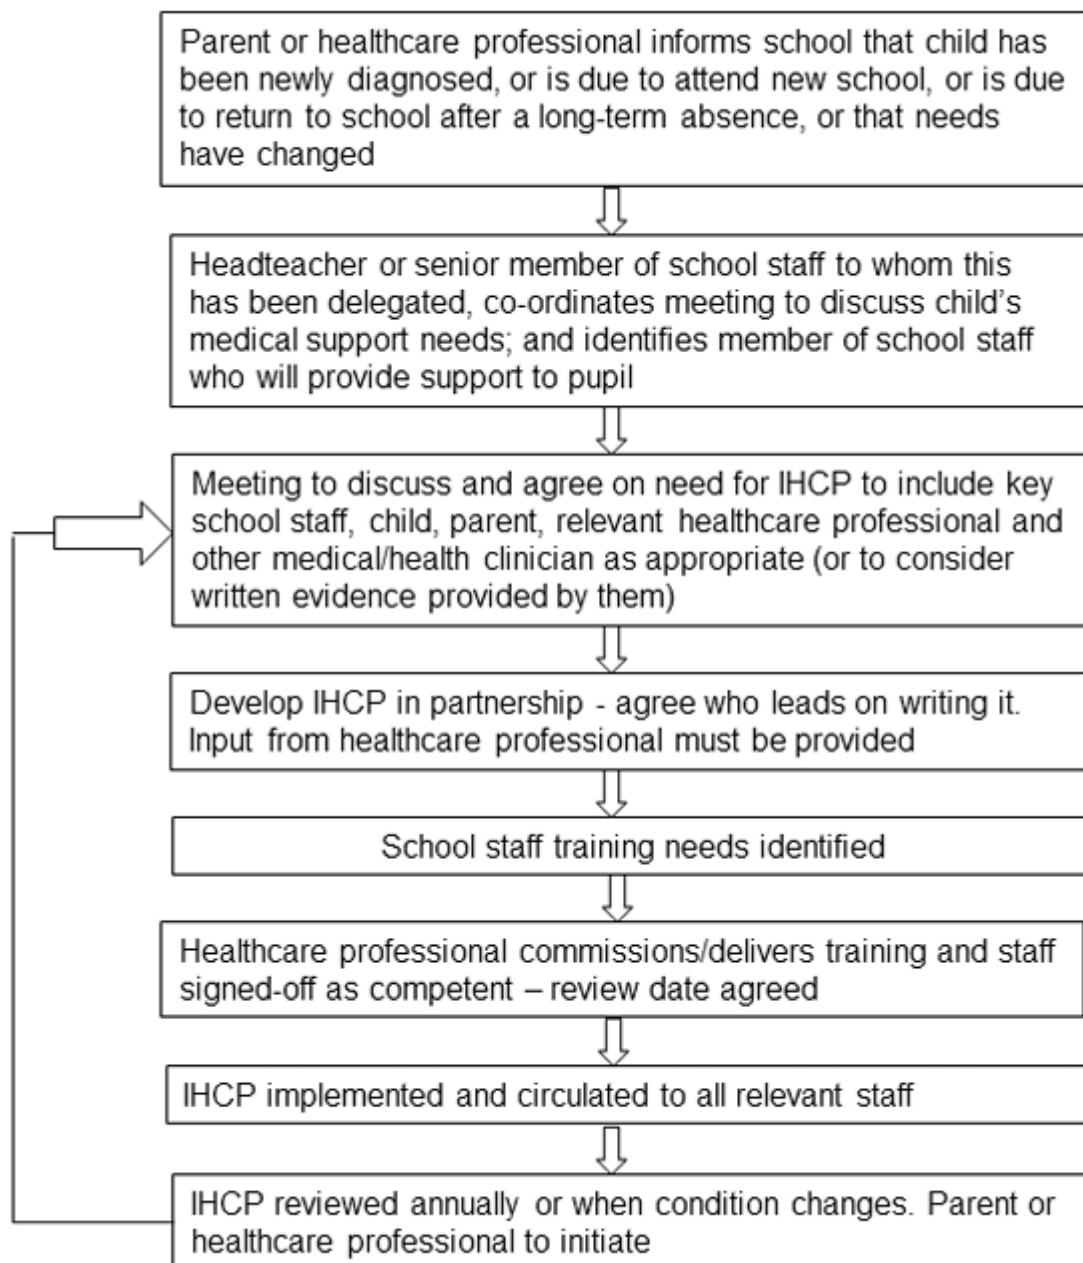 Parent or healthcare professional informs school that child has
been newly diagnosed, or is due to attend new school, or is due
to return to school after a long-term absence, or that needs
have changed
Headteacher or senior member of school staff to whom this
has been delegated, co-ordinates meeting to discuss child's
medical support needs; and identifies member of school staff
who will provide support to pupil
Meeting to discuss and agree on need for IHCP to include key
school staff, child, parent, relevant healthcare professional and
other medical/health clinician as appropriate (or to consider
written evidence provided by them)
Develop IHCP in partnership - agree who leads on writing it.
Input from healthcare professional must be provided
School staff training needs identified
Healthcare professional commissions/delivers training and staff
signed-off as competent – review date agreed
IHCP implemented and circulated to all relevant staff
IHCP reviewed annually or when condition changes. Parent or
healthcare professional to initiate